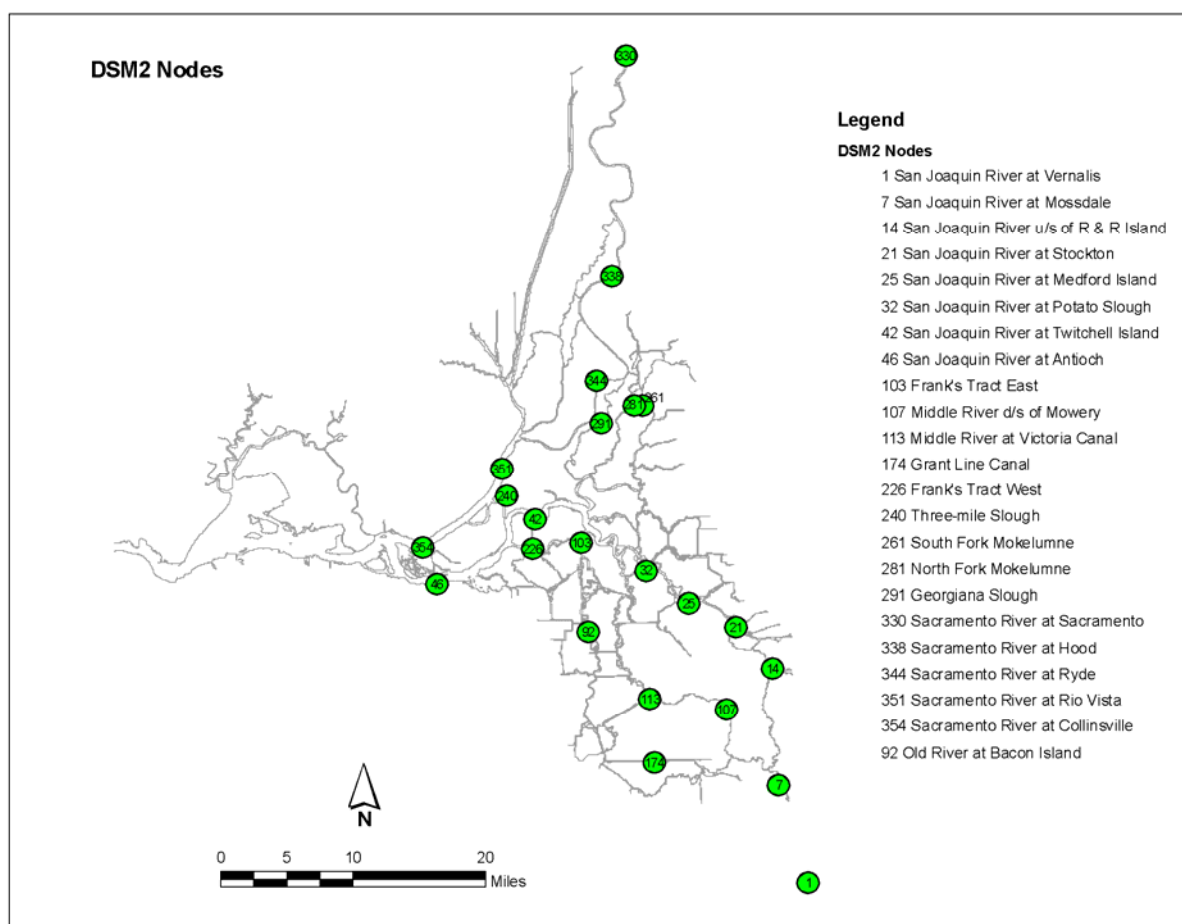 DSM2 Nodes
330
338
344
281
261
291
351
240
42
226
103
354
46
32
25
21
92
14
113
107
174
7
1
N
0 5 10 20
Miles
Legend
DSM2 Nodes
1 San Joaquin River at Vernalis
7 San Joaquin River at Mossdale
14 San Joaquin River u/s of R & R Island
21 San Joaquin River at Stockton
25 San Joaquin River at Medford Island
32 San Joaquin River at Potato Slough
42 San Joaquin River at Twitchell Island
46 San Joaquin River at Antioch
103 Frank's Tract East
107 Middle River d/s of Mowery
113 Middle River at Victoria Canal
174 Grant Line Canal
226 Frank's Tract West
240 Three-mile Slough
261 South Fork Mokelumne
281 North Fork Mokelumne
291 Georgiana Slough
330 Sacramento River at Sacramento
338 Sacramento River at Hood
344 Sacramento River at Ryde
351 Sacramento River at Rio Vista
354 Sacramento River at Collinsville
92 Old River at Bacon Island